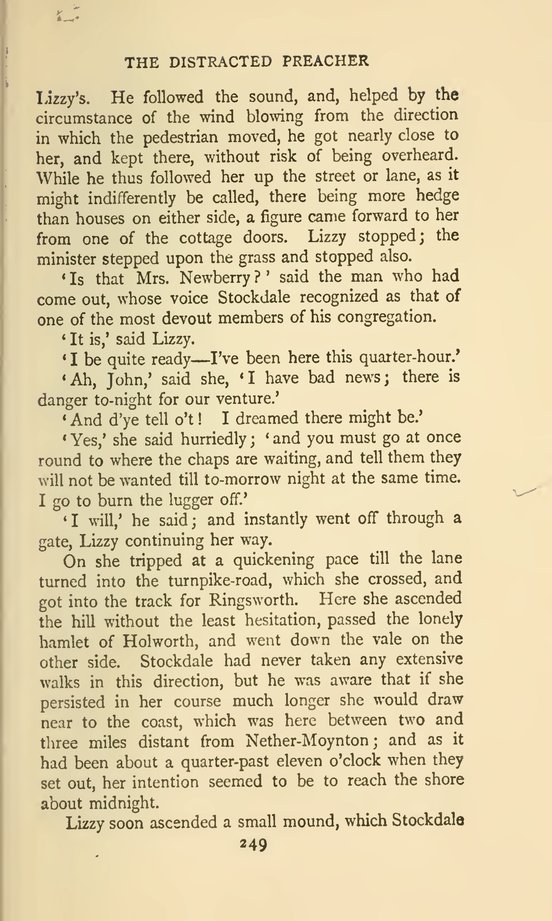 THE DISTRACTED PREACHER
Lizzy's. He followed the sound, and, helped by the
circumstance of the wind blowing from the direction
in which the pedestrian moved, he got nearly close to
her, and kept there, without risk of being overheard.
While he thus followed her up the street or lane, as it
might indifferently be called, there being more hedge
than houses on either side, a figure came forward to her
from one of the cottage doors. Lizzy stopped; the
minister stepped upon the grass and stopped also.
'Is that Mrs. Newberry?' said the man who had
come out, whose voice Stockdale recognized as that of
one of the most devout members of his congregation.
'It is,' said Lizzy.
'I be quite ready—I've been here this quarter-hour.'
'Ah, John,' said she, 'I have bad news; there is
danger to-night for our venture.'
'And d'ye tell o't! I dreamed there might be.'
'Yes,' she said hurriedly; 'and you must go at once
round to where the chaps are waiting, and tell them they
will not be wanted till to-morrow night at the same time.
I go to burn the lugger off.'
'I will,' he said; and instantly went off through a
gate, Lizzy continuing her way.
On she tripped at a quickening pace till the lane
turned into the turnpike-road, which she crossed, and
got into the track for Ringsworth. Here she ascended
the hill without the least hesitation, passed the lonely
hamlet of Holworth, and went down the vale on the
other side. Stockdale had never taken any extensive
walks in this direction, but he was aware that if she
persisted in her course much longer she would draw
near to the coast, which was here between two and
three miles distant from Nether-Moynton; and as it
had been about a quarter-past eleven o'clock when they
set out, her intention seemed to be to reach the shore
about midnight.
Lizzy soon ascended a small mound, which Stockdale
249